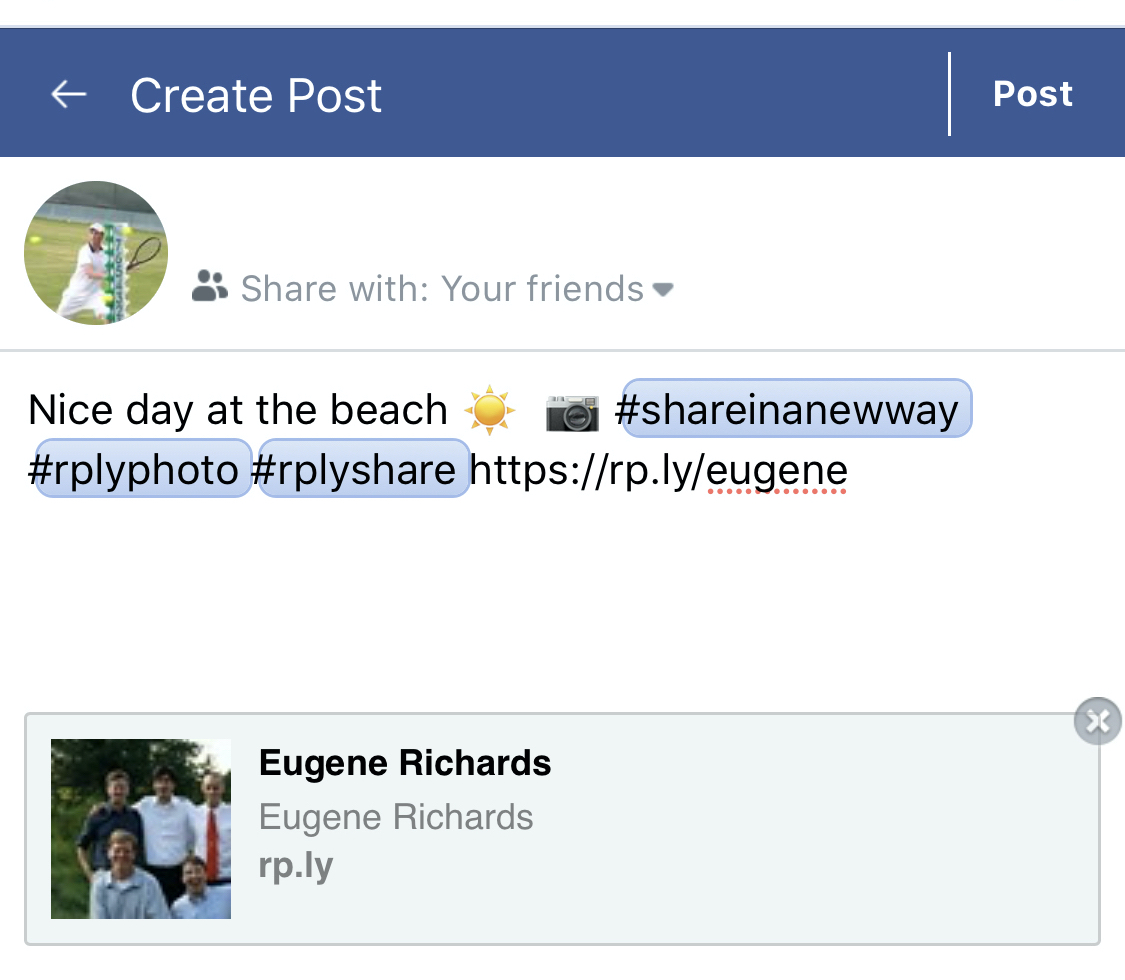 Create Post
Post
Share with: Your friends
Nice day at the beach ☀️ 📷 #shareinanewway
#rplyphoto #rplyshare https://rp.ly/eugene
Eugene Richards
Eugene Richards
rp.ly